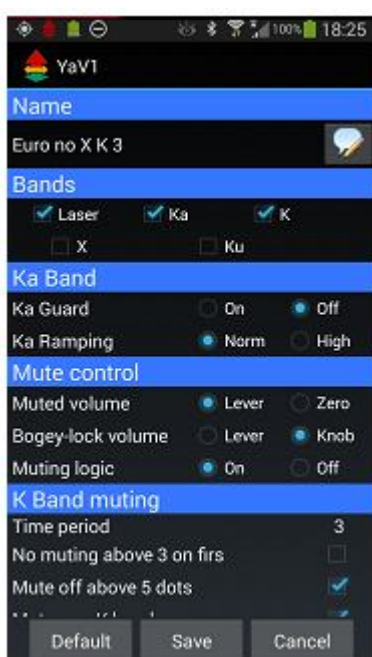 100% 18:25
YaV1
Name
Euro no X K 3
Bands
Laser Ka K
X Ku
Ka Band
Ka Guard On Off
Ka Ramping Norm High
Mute control
Muted volume Lever Zero
Bogey-lock volume Lever Knob
Muting logic On Off
K Band muting
Time period 3
No muting above 3 on firs
Mute off above 5 dots
Default Save Cancel